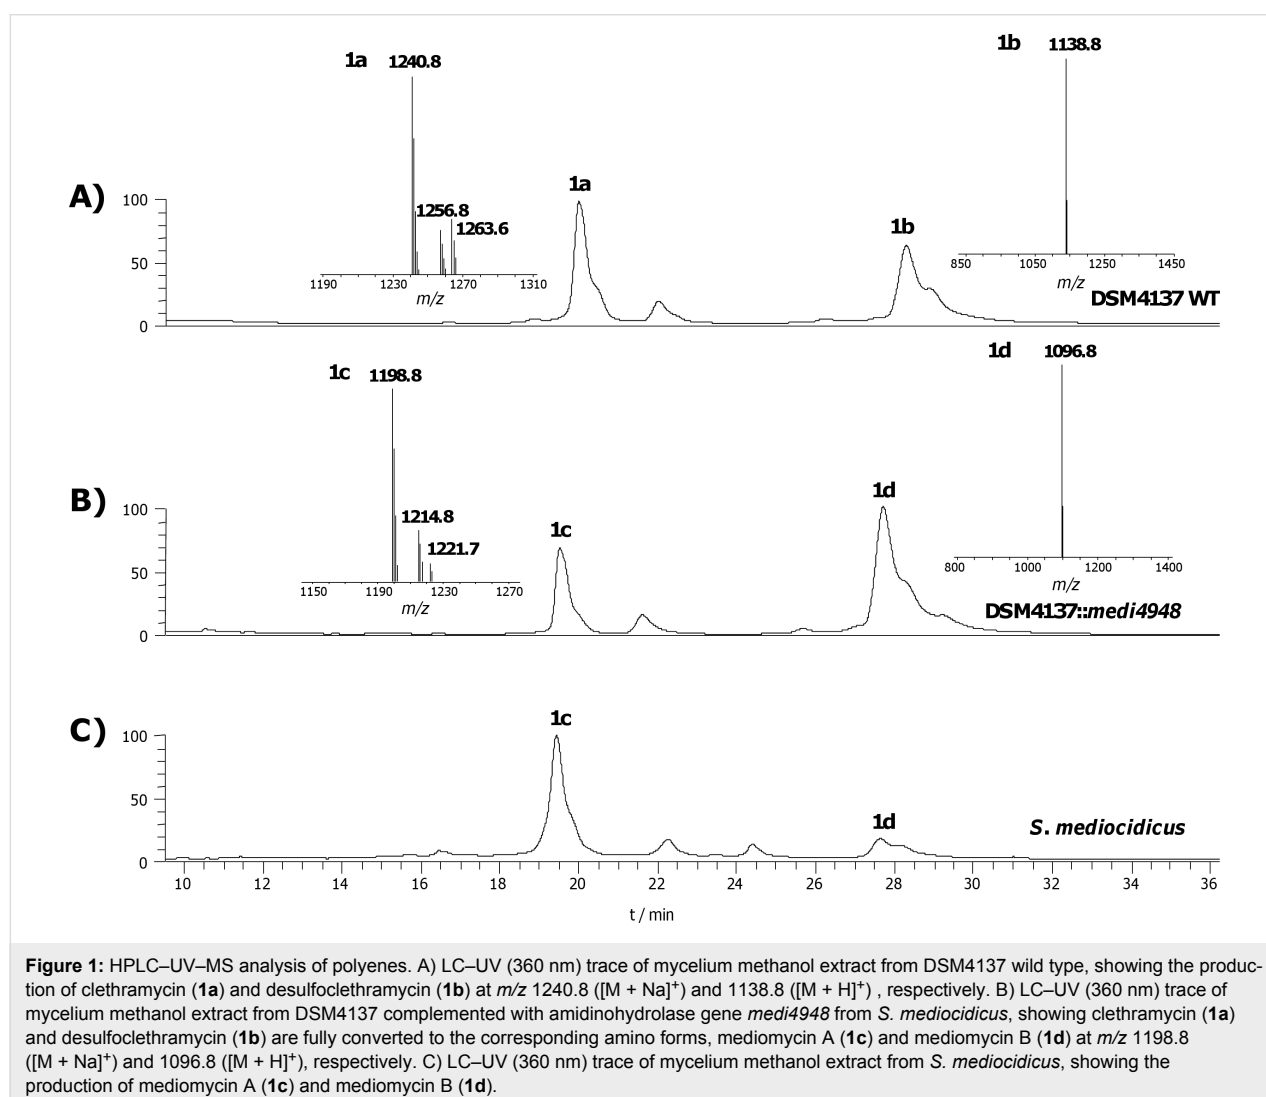 1a 1240.8
1b 1138.8
1256.8
1263.6
1190 1230 1270 1310
m/z
A)
100
50
0
1a
1b
850 1050 1250 1450
m/z
DSM4137 WT
1c 1198.8
1d 1096.8
1214.8
1221.7
1150 1190 1230 1270
m/z
B)
100
50
0
1c
1d
800 1000 1200 1400
m/z
DSM4137::medi4948
C)
100
50
0
1c
1d
S. mediocidicus
10 12 14 16 18 20 22 24 26 28 30 32 34 36
t / min
Figure 1: HPLC–UV–MS analysis of polyenes. A) LC–UV (360 nm) trace of mycelium methanol extract from DSM4137 wild type, showing the produc-
tion of clethramycin (1a) and desulfoclethramycin (1b) at m/z 1240.8 ([M + Na]⁺) and 1138.8 ([M + H]⁺) , respectively. B) LC–UV (360 nm) trace of
mycelium methanol extract from DSM4137 complemented with amidinohydrolase gene medi4948 from S. mediocidicus, showing clethramycin (1a)
and desulfoclethramycin (1b) are fully converted to the corresponding amino forms, mediomycin A (1c) and mediomycin B (1d) at m/z 1198.8
([M + Na]⁺) and 1096.8 ([M + H]⁺), respectively. C) LC–UV (360 nm) trace of mycelium methanol extract from S. mediocidicus, showing the
production of mediomycin A (1c) and mediomycin B (1d).